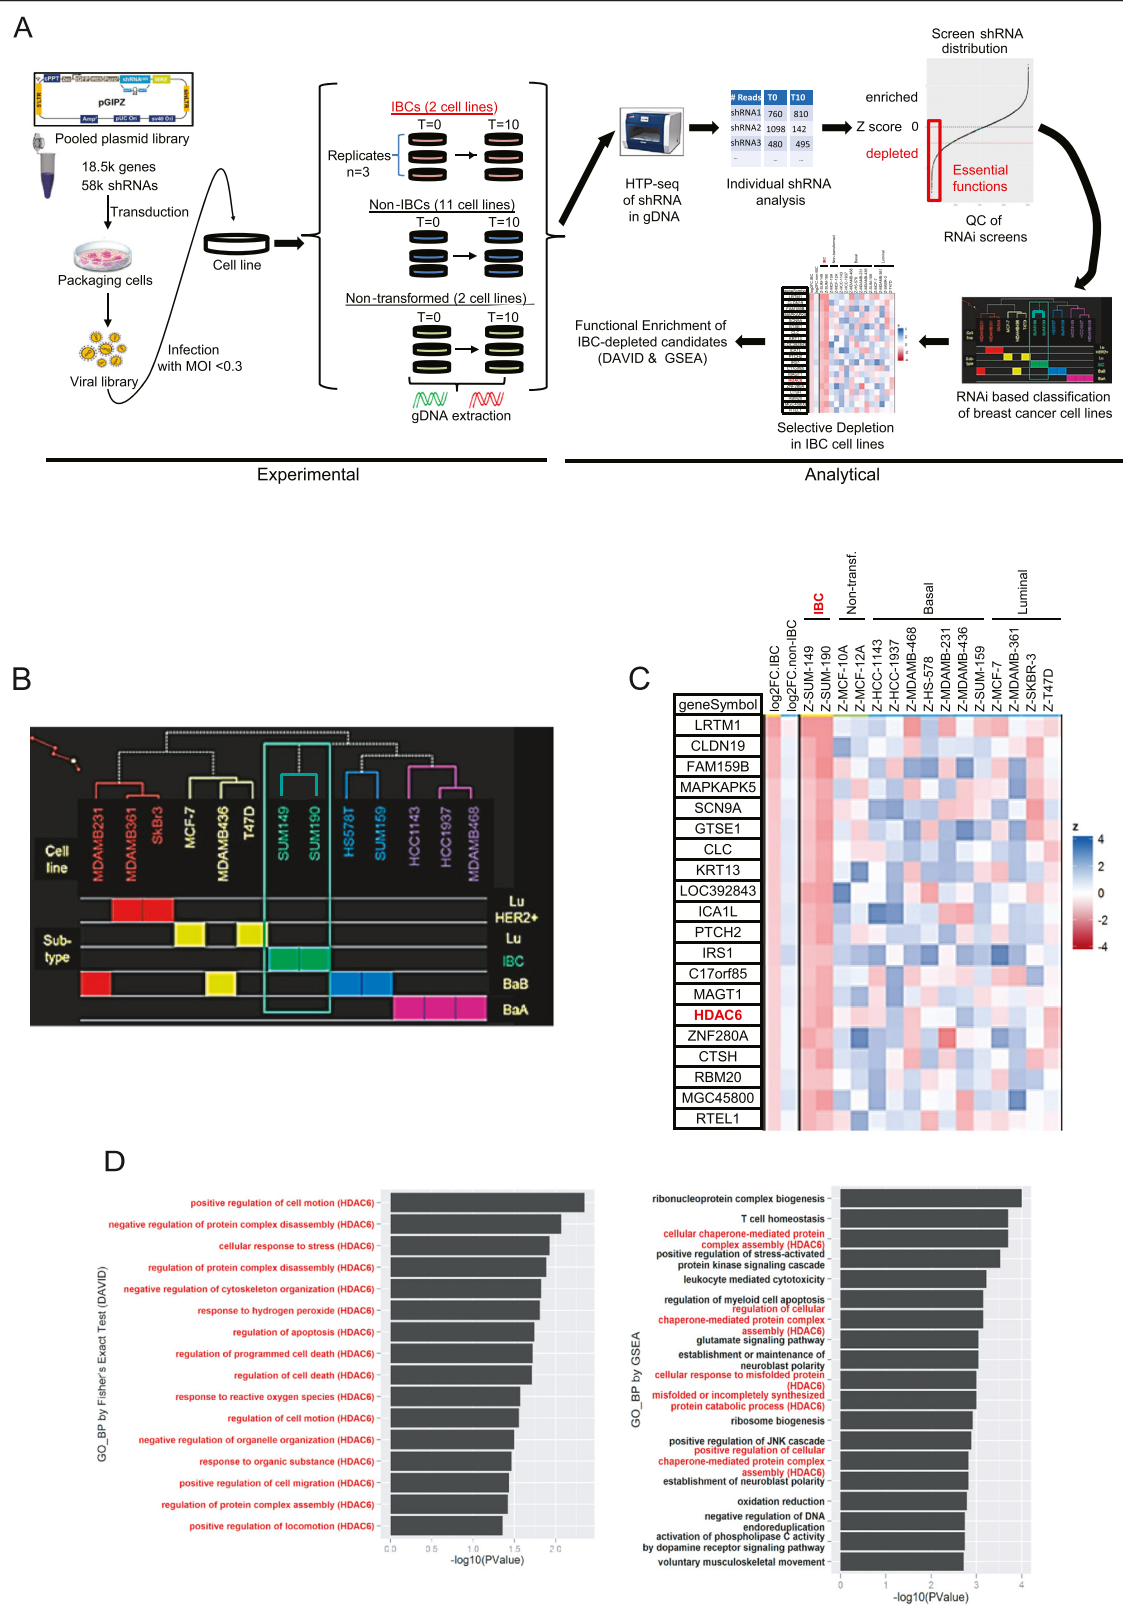 A
cPPT
shRNA
5'LTR
pGIPZ
Amp
pUC Ori
sv40 Ori
Pooled plasmid library
18.5k genes
58k shRNAs
Transduction
Packaging cells
Viral library
Infection
with MOI <0.3
Cell line
IBCs (2 cell lines)
T=0
T=10
Replicates
n=3
Non-IBCs (11 cell lines)
T=0
T=10
Non-transformed (2 cell lines)
T=0
T=10
gDNA extraction
HTP-seq
of shRNA
in gDNA
# Reads T0 T10
shRNA1 760 810
shRNA2 1098 142
shRNA3 480 495
Individual shRNA
analysis
Screen shRNA
distribution
enriched
Z score 0
depleted
Essential
functions
QC of
RNAi screens
RNAi based classification
of breast cancer cell lines
Selective Depletion
in IBC cell lines
Functional Enrichment of
IBC-depleted candidates
(DAVID & GSEA)
Experimental
Analytical
B
Cell
line
MDAMB231
MDAMB361
SkBr3
MCF-7
MDAMB436
T47D
SUM149
SUM190
HS578T
SUM159
HCC1143
HCC1937
MDAMB468
Sub-
type
Lu
HER2+
Lu
IBC
BaB
BaA
C
IBC
Non-transf.
Basal
Luminal
log2FC.IBC
log2FC.non-IBC
Z-SUM-149
Z-SUM-190
Z-MCF-10A
Z-MCF-12A
Z-HCC-1143
Z-HCC-1937
Z-MDAMB-468
Z-HS-578
Z-MDAMB-231
Z-MDAMB-436
Z-SUM-159
Z-MCF-7
Z-MDAMB-361
Z-SKBR-3
Z-T47D
geneSymbol
LRTM1
CLDN19
FAM159B
MAPKAPK5
SCN9A
GTSE1
CLC
KRT13
LOC392843
ICA1L
PTCH2
IRS1
C17orf85
MAGT1
HDAC6
ZNF280A
CTSH
RBM20
MGC45800
RTEL1
z
4
2
0
-2
-4
D
GO_BP by Fisher's Exact Test (DAVID)
positive regulation of cell motion (HDAC6)
negative regulation of protein complex disassembly (HDAC6)
cellular response to stress (HDAC6)
regulation of protein complex disassembly (HDAC6)
negative regulation of cytoskeleton organization (HDAC6)
response to hydrogen peroxide (HDAC6)
regulation of apoptosis (HDAC6)
regulation of programmed cell death (HDAC6)
regulation of cell death (HDAC6)
response to reactive oxygen species (HDAC6)
regulation of cell motion (HDAC6)
negative regulation of organelle organization (HDAC6)
response to organic substance (HDAC6)
positive regulation of cell migration (HDAC6)
regulation of protein complex assembly (HDAC6)
positive regulation of locomotion (HDAC6)
0.0 0.5 1.0 1.5 2.0
-log10(PValue)
GO_BP by GSEA
ribonucleoprotein complex biogenesis
T cell homeostasis
cellular chaperone-mediated protein
complex assembly (HDAC6)
positive regulation of stress-activated
protein kinase signaling cascade
leukocyte mediated cytotoxicity
regulation of myeloid cell apoptosis
regulation of cellular
chaperone-mediated protein complex
assembly (HDAC6)
glutamate signaling pathway
establishment or maintenance of
neuroblast polarity
cellular response to misfolded protein
(HDAC6)
misfolded or incompletely synthesized
protein catabolic process (HDAC6)
ribosome biogenesis
positive regulation of JNK cascade
positive regulation of cellular
chaperone-mediated protein complex
assembly (HDAC6)
establishment of neuroblast polarity
oxidation reduction
negative regulation of DNA
endoreduplication
activation of phospholipase C activity
by dopamine receptor signaling pathway
voluntary musculoskeletal movement
0 1 2 3 4
-log10(PValue)